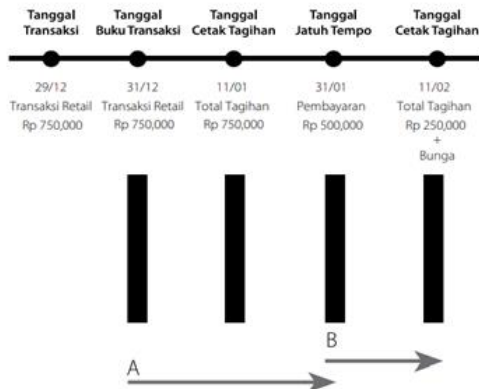 Tanggal Transaksi
Tanggal Buku Transaksi
Tanggal Cetak Tagihan
Tanggal Jatuh Tempo
Tanggal Cetak Tagihan
29/12
Transaksi Retail
Rp 750,000
31/12
Transaksi Retail
Rp 750,000
11/01
Total Tagihan
Rp 750,000
31/01
Pembayaran
Rp 500,000
11/02
Total Tagihan
Rp 250,000
+
Bunga
B
A